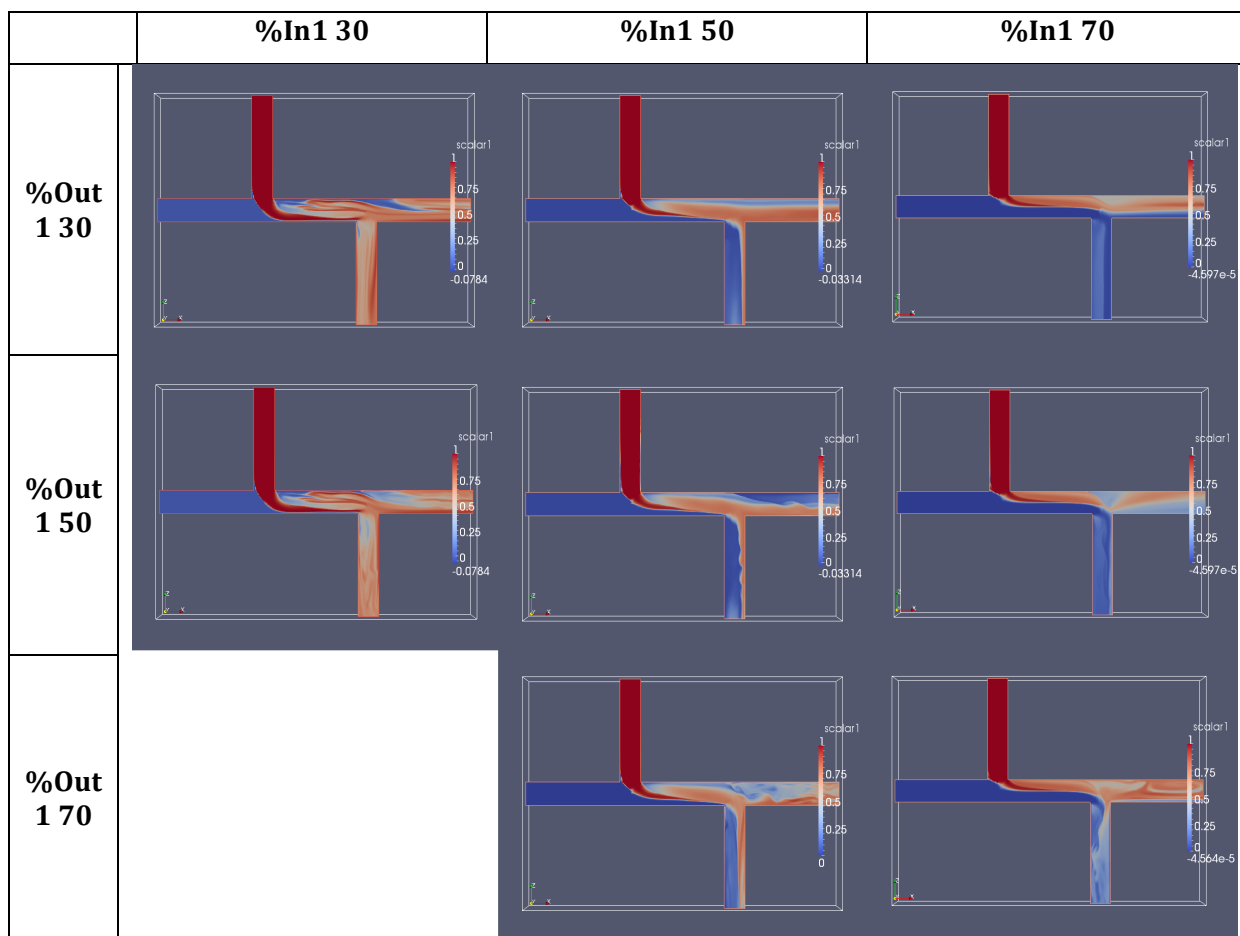 %In1 30 %In1 50 %In1 70
%Out
1 30
scalar1
1
0.75
0.5
0.25
0
-0.0784
Z
Y X
scalar1
1
0.75
0.5
0.25
0
-0.03314
Z
Y X
scalar1
1
0.75
0.5
0.25
0
-4.597e-5
Z
Y X
%Out
1 50
scalar1
1
0.75
0.5
0.25
0
-0.0784
Z
Y X
scalar1
1
0.75
0.5
0.25
0
-0.03314
Z
Y X
scalar1
1
0.75
0.5
0.25
0
-4.597e-5
Z
Y X
%Out
1 70
scalar1
1
0.75
0.5
0.25
0
Z
Y X
scalar1
1
0.75
0.5
0.25
0
-4.564e-5
Z
Y X